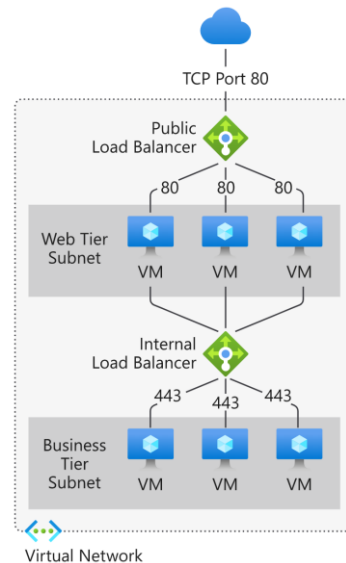 TCP Port 80
Public
Load Balancer
80 80 80
Web Tier
Subnet
VM VM VM
Internal
Load Balancer
443 443 443
Business
Tier
Subnet
VM VM VM
Virtual Network